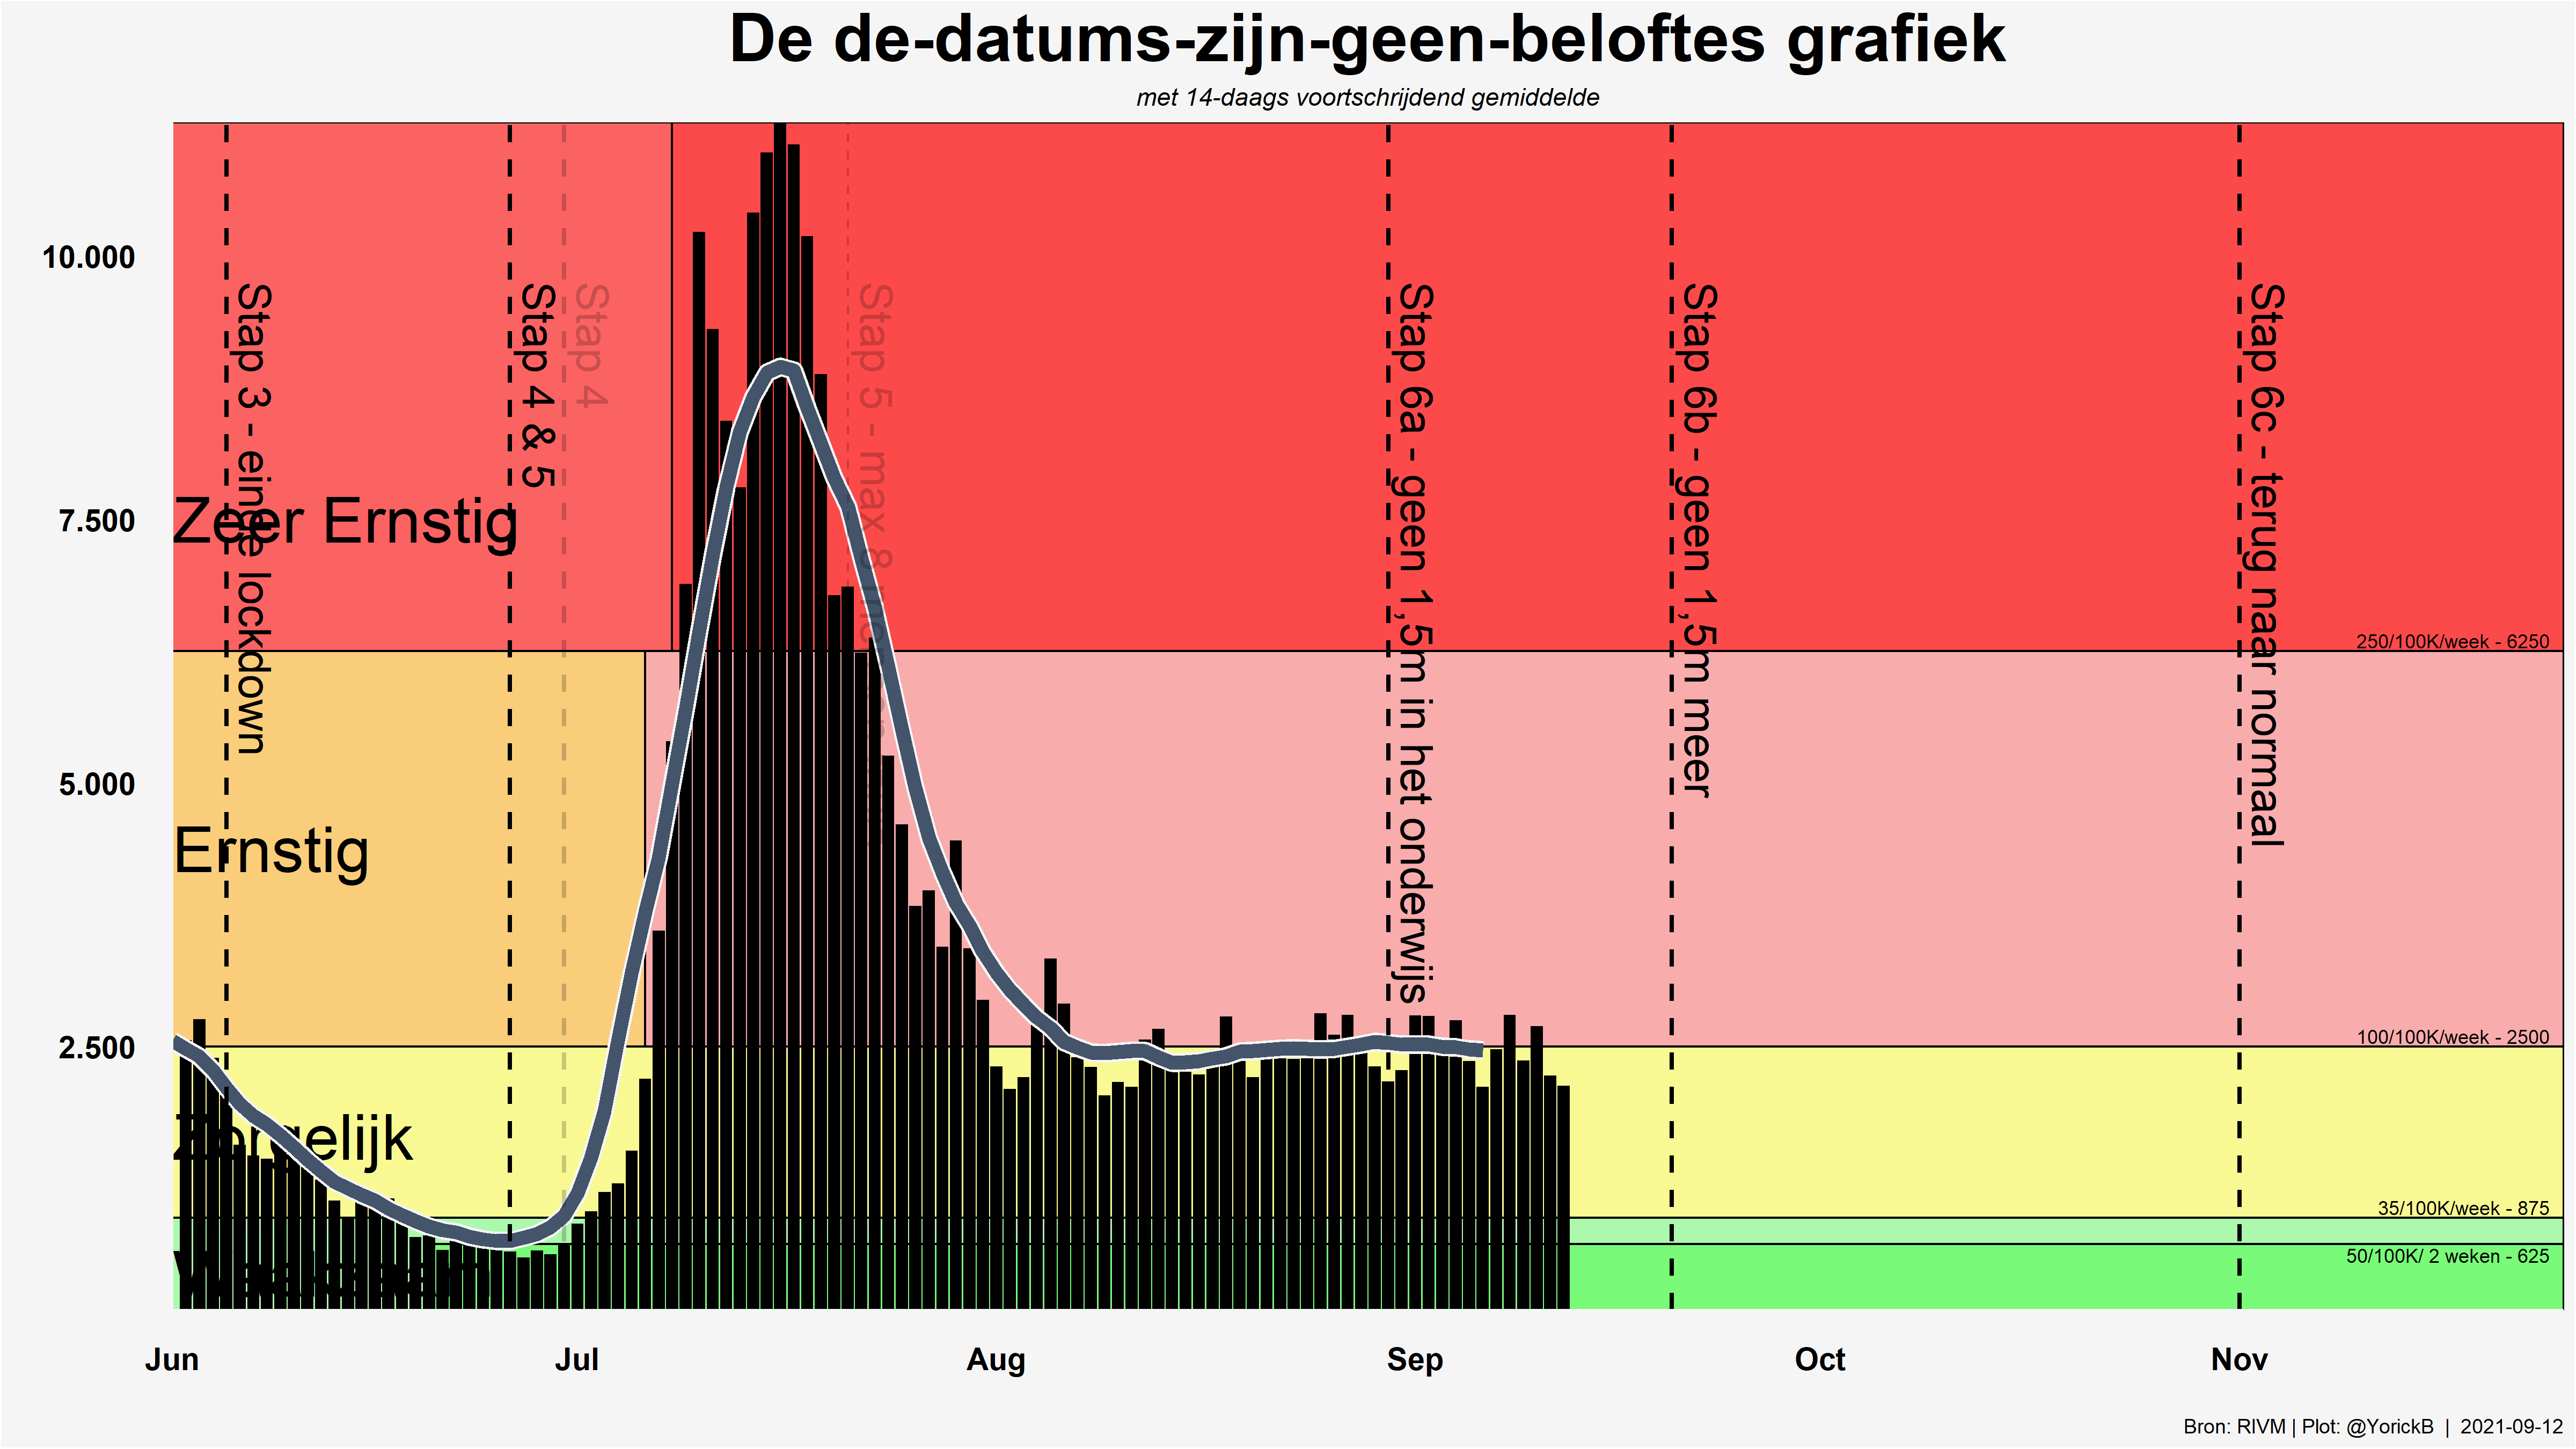 De de-datums-zijn-geen-beloftes grafiek
met 14-daags voortschrijdend gemiddelde
10.000
7.500
5.000
2.500
Zeer Ernstig
Ernstig
Zorgelijk
Stap 3 - einde lockdown
Stap 4 & 5
Stap 4
Stap 5 - max 8
Stap 6a - geen 1,5m in het onderwijs
Stap 6b - geen 1,5m meer
Stap 6c - terug naar normaal
250/100K/week - 6250
100/100K/week - 2500
35/100K/week - 875
50/100K/ 2 weken - 625
Jun
Jul
Aug
Sep
Oct
Nov
Bron: RIVM | Plot: @YorickB | 2021-09-12